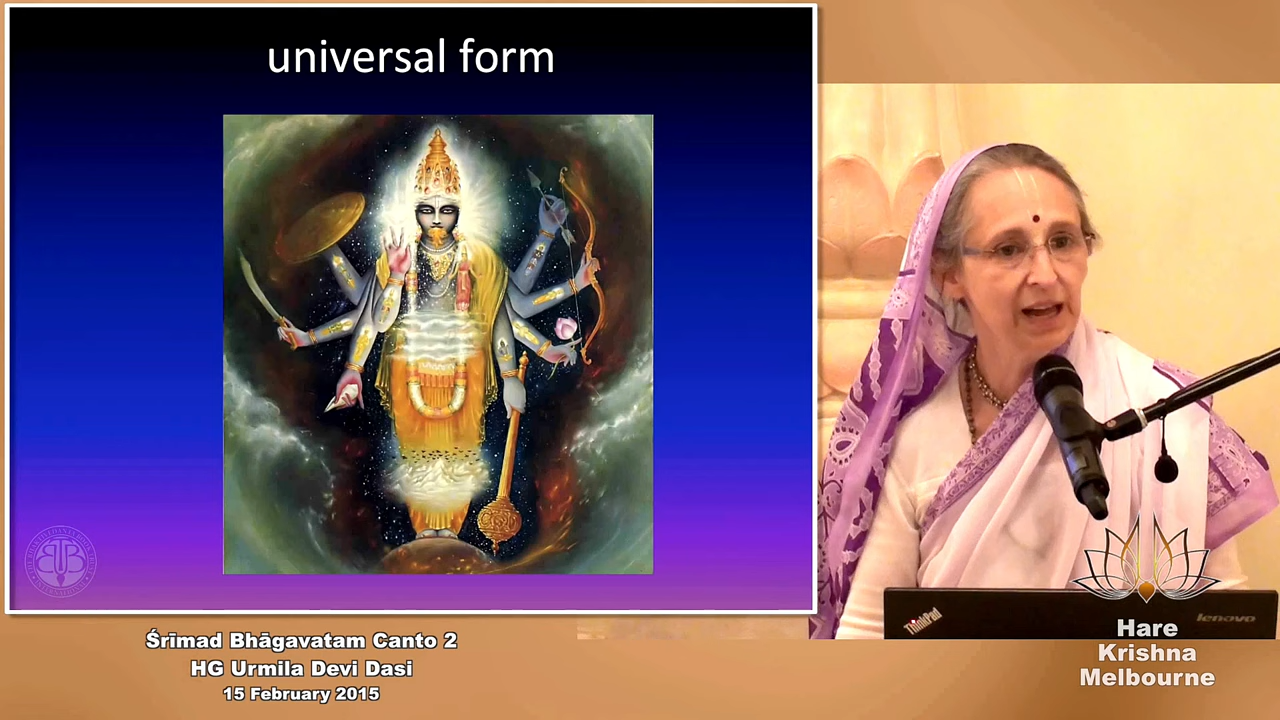 universal form
Śrīmad Bhāgavatam Canto 2
HG Urmila Devi Dasi
15 February 2015
ThinkPad
lenovo
Hare
Krishna
Melbourne